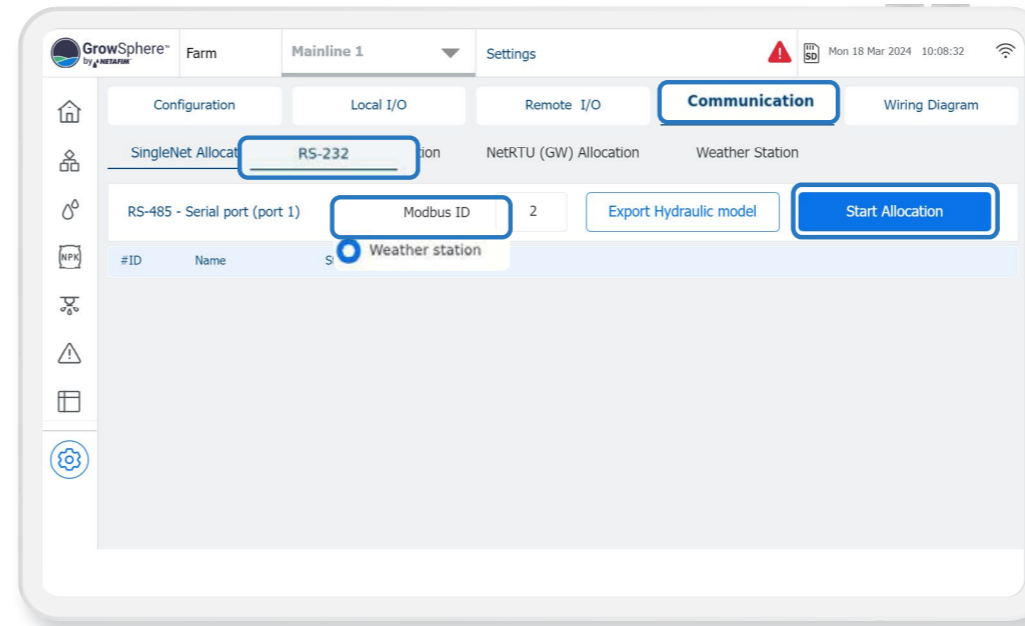 GrowSphere™
by NETAFIM™
Farm
Mainline 1
Settings
SD
Mon 18 Mar 2024 10:08:32
Configuration
Local I/O
Remote I/O
Communication
Wiring Diagram
SingleNet Allocat
RS-232
tion
NetRTU (GW) Allocation
Weather Station
RS-485 - Serial port (port 1)
Modbus ID
2
Export Hydraulic model
Start Allocation
Weather station
#ID
Name
NPK